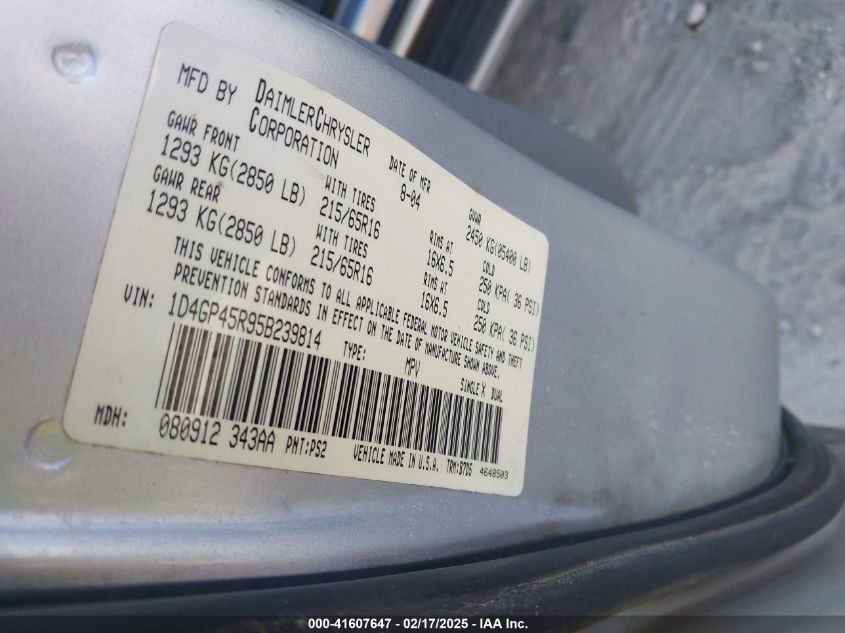 MFD BY DAIMLERCHRYSLER CORPORATION
DATE OF MFR 8-04
GVWR 2450 KG(05400 LB)
GAWR FRONT 1293 KG(2850 LB)
WITH TIRES 215/65R16
RIMS AT 16X6.5
COLD 250 KPA( 36 PSI)
GAWR REAR 1293 KG(2850 LB)
WITH TIRES 215/65R16
RIMS AT 16X6.5
COLD 250 KPA( 36 PSI)
THIS VEHICLE CONFORMS TO ALL APPLICABLE FEDERAL MOTOR VEHICLE SAFETY AND THEFT
PREVENTION STANDARDS IN EFFECT ON THE DATE OF MANUFACTURE SHOWN ABOVE.
VIN: 1D4GP45R95B239814
TYPE: MPV
SINGLE X DUAL
MDH: 080912 343AA PNT:PS2
VEHICLE MADE IN U.S.A. TRM:B7D5 4648503
000-41607647 — 02/17/2025 - IAA Inc.